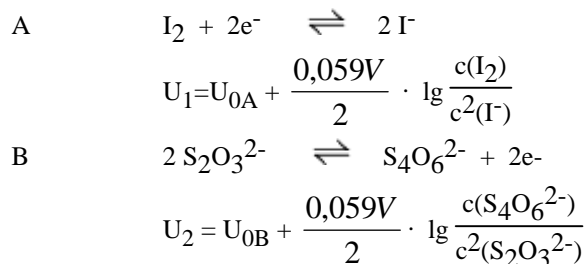 A I₂ + 2e⁻ ⇌ 2 I⁻
U₁=U₀A + 0,059V/2 · lg c(I₂)/c²(I⁻)
B 2 S₂O₃²⁻ ⇌ S₄O₆²⁻ + 2e-
U₂ = U₀B + 0,059V/2 · lg c(S₄O₆²⁻)/c²(S₂O₃²⁻)